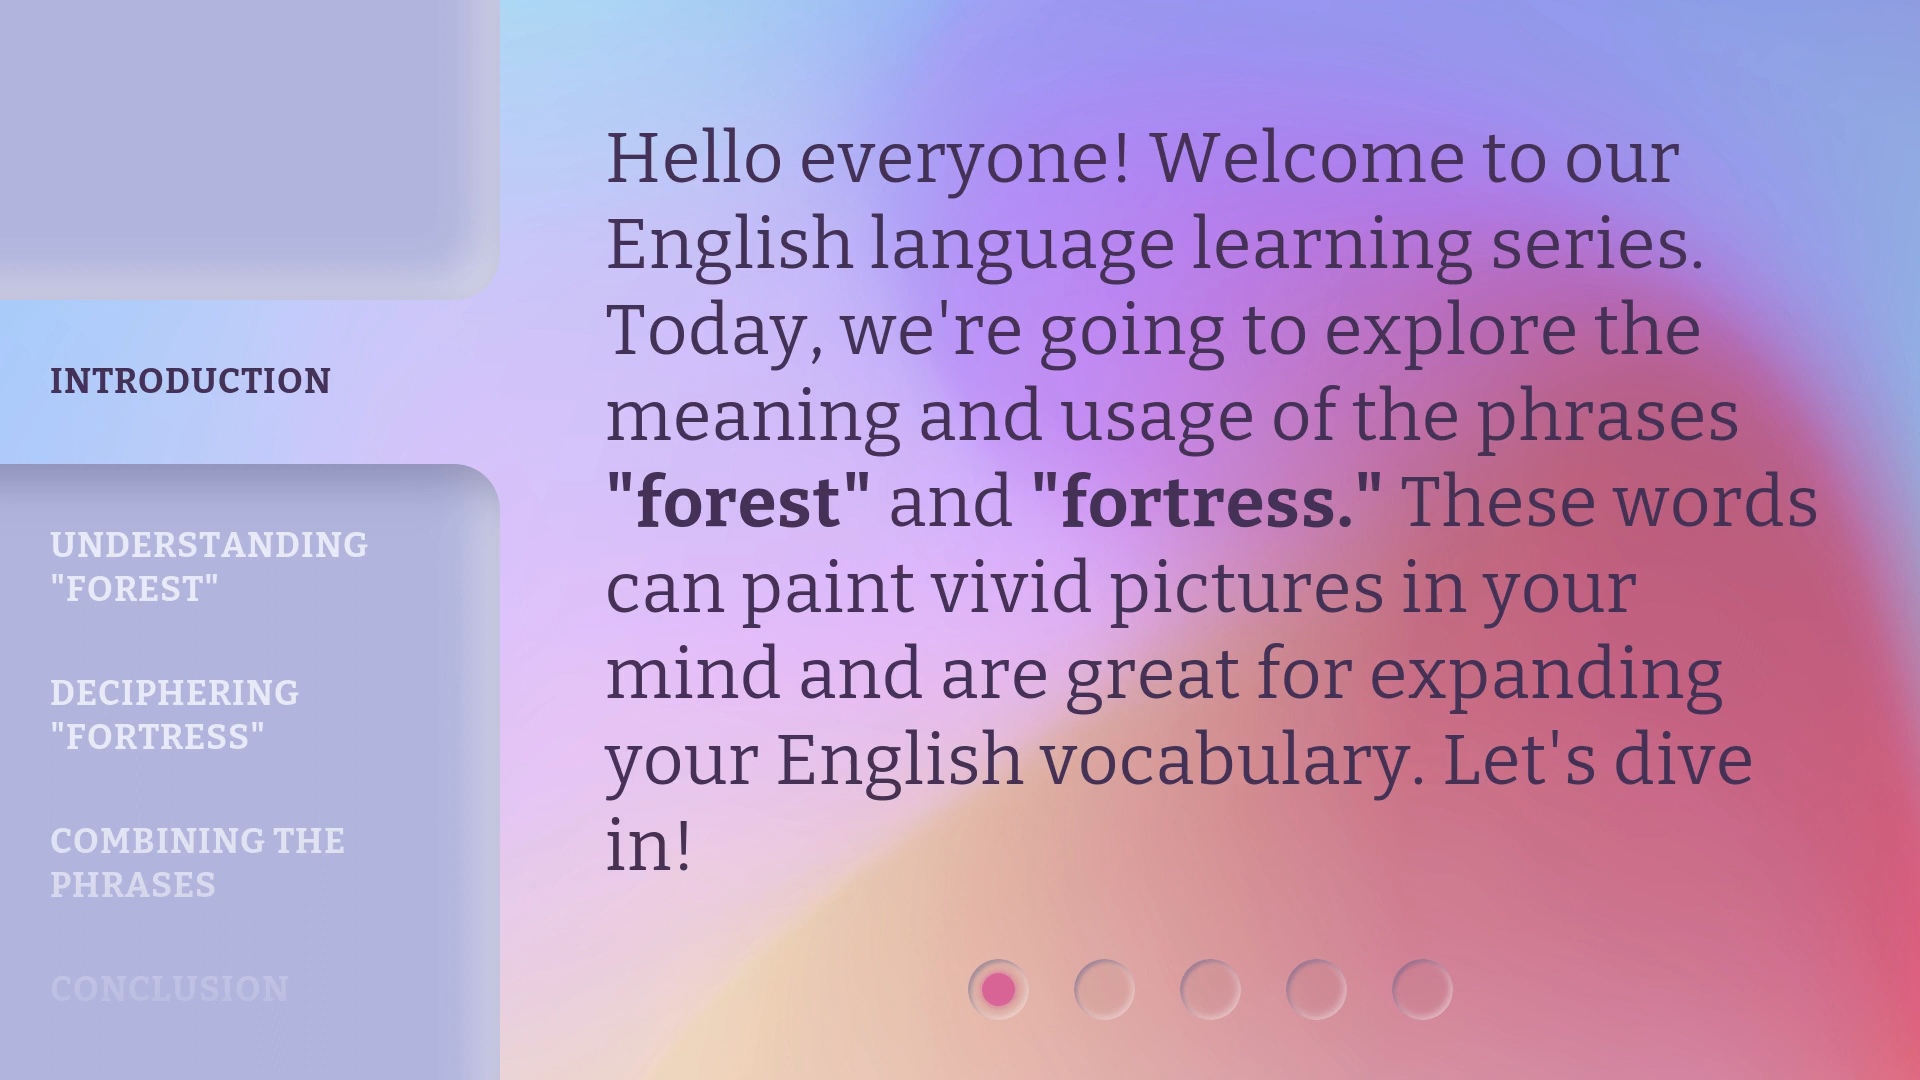 INTRODUCTION
UNDERSTANDING
"FOREST"
DECIPHERING
"FORTRESS"
COMBINING THE
PHRASES
CONCLUSION
Hello everyone! Welcome to our
English language learning series.
Today, we're going to explore the
meaning and usage of the phrases
"forest" and "fortress." These words
can paint vivid pictures in your
mind and are great for expanding
your English vocabulary. Let's dive
in!